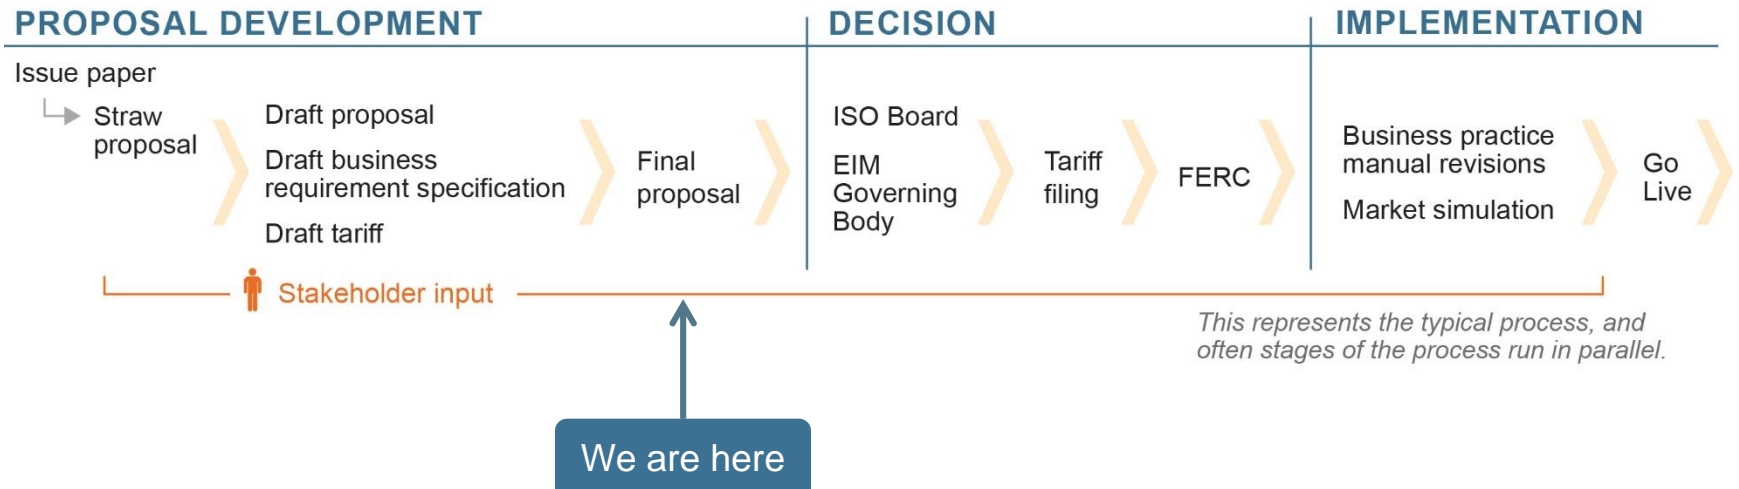 PROPOSAL DEVELOPMENT
DECISION
IMPLEMENTATION
Issue paper
Straw
proposal
Draft proposal
Draft business
requirement specification
Draft tariff
Final
proposal
ISO Board
EIM
Governing
Body
Tariff
filing
FERC
Business practice
manual revisions
Market simulation
Go
Live
Stakeholder input
This represents the typical process, and
often stages of the process run in parallel.
We are here